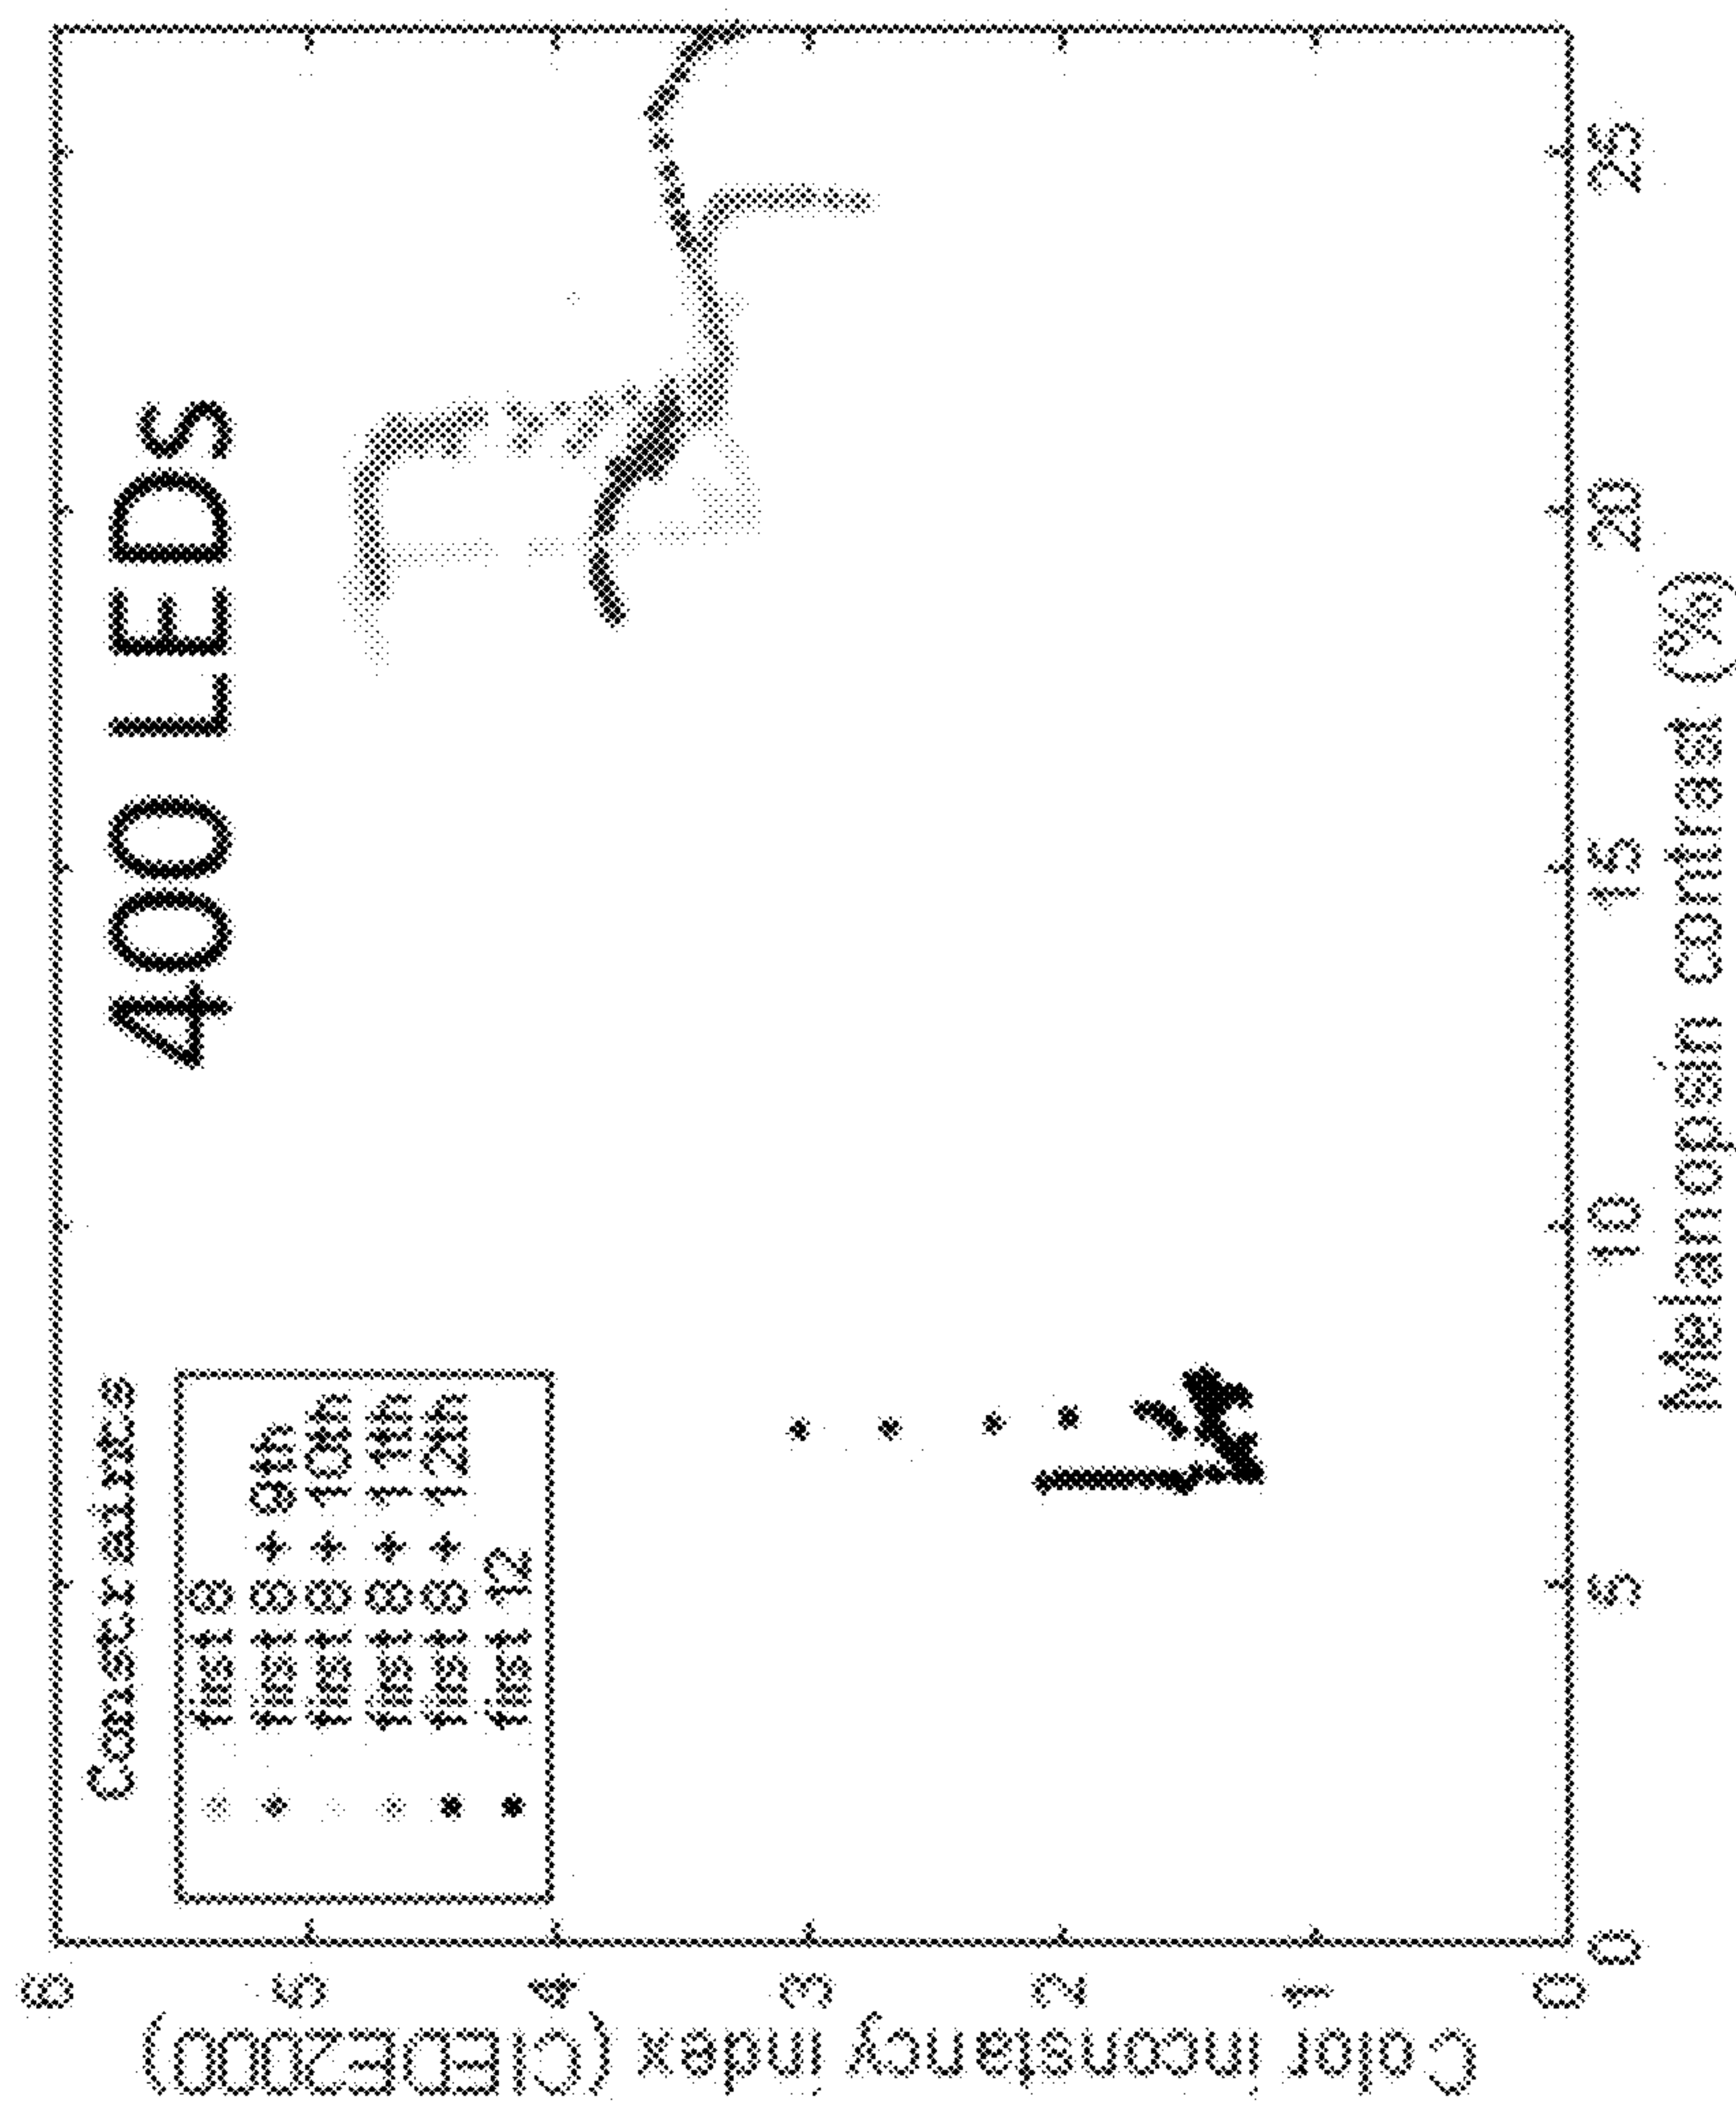 400 LEDS
Constraints
first 8
first 8 + 9th
first 8 + 10th
first 8 + 11th
first 8 + 12th
first 12
6
5
4
3
2
1
0
Color inconstancy index (CIEDE2000)
0
5
10
15
20
25
Melanopsin contrast (%)